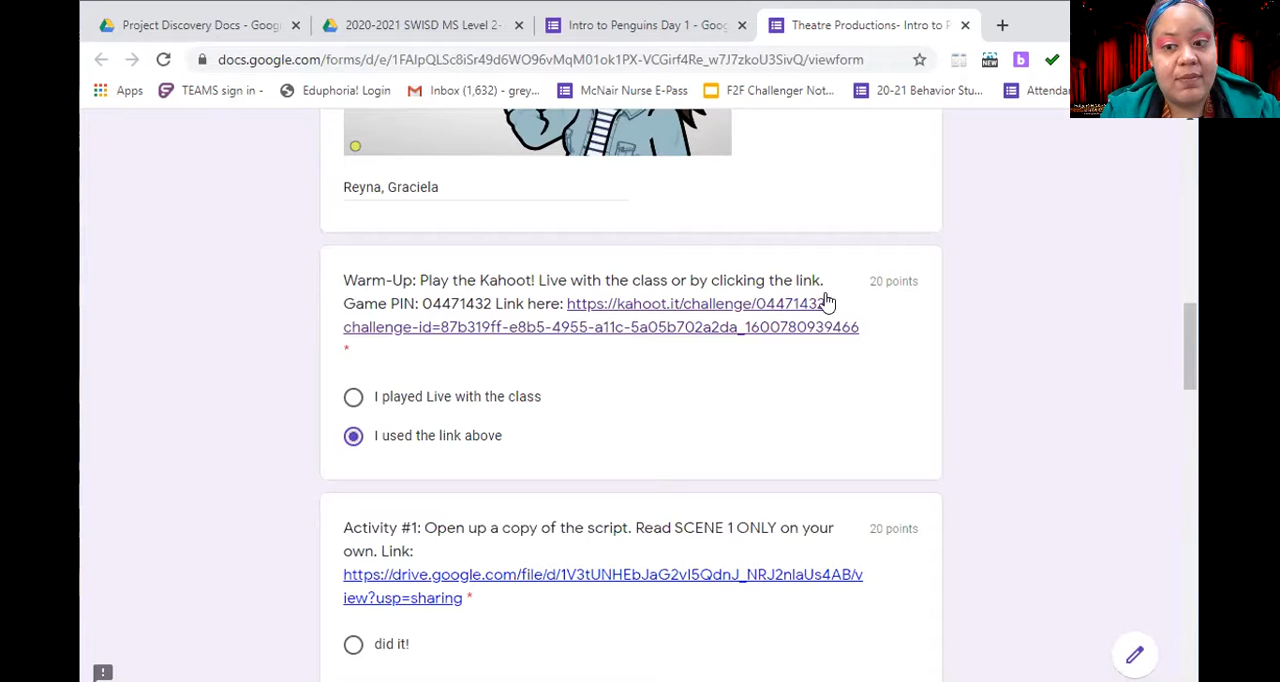 Project Discovery Docs - Googl
2020-2021 SWISD MS Level 2-
Intro to Penguins Day 1 - Goog
Theatre Productions- Intro to P
docs.google.com/forms/d/e/1FAIpQLSc8iSr49d6WO96vMqM01ok1PX-VCGirf4Re_w7J7zkoU3SivQ/viewform
Apps
TEAMS sign in -
Eduphoria! Login
Inbox (1,632) - grey...
McNair Nurse E-Pass
F2F Challenger Not...
20-21 Behavior Stu...
Attendar
NEW
b
Reyna, Graciela
Warm-Up: Play the Kahoot! Live with the class or by clicking the link.
20 points
Game PIN: 04471432 Link here: https://kahoot.it/challenge/04471432
challenge-id=87b319ff-e8b5-4955-a11c-5a05b702a2da_1600780939466
*
I played Live with the class
I used the link above
Activity #1: Open up a copy of the script. Read SCENE 1 ONLY on your
20 points
own. Link:
https://drive.google.com/file/d/1V3tUNHEbJaG2vI5QdnJ_NRJ2nlaUs4AB/v
iew?usp=sharing *
did it!